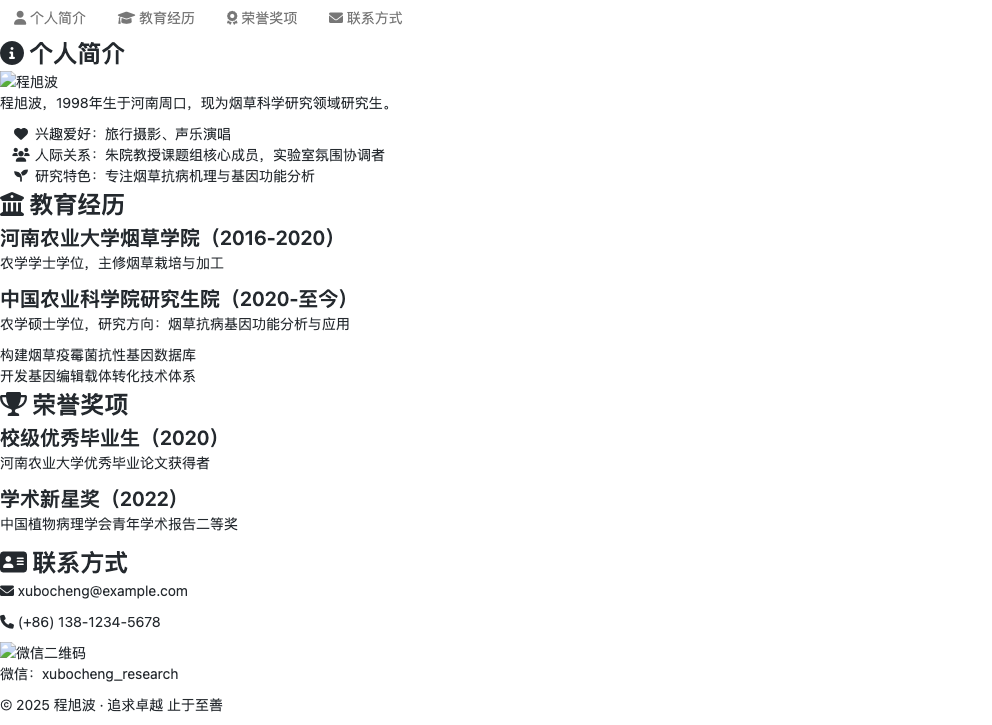 个人简介 教育经历 荣誉奖项 联系方式
个人简介
程旭波
程旭波，1998年生于河南周口，现为烟草科学研究领域研究生。
兴趣爱好：旅行摄影、声乐演唱
人际关系：朱院教授课题组核心成员，实验室氛围协调者
研究特色：专注烟草抗病机理与基因功能分析
教育经历
河南农业大学烟草学院（2016-2020）
农学学士学位，主修烟草栽培与加工
中国农业科学院研究生院（2020-至今）
农学硕士学位，研究方向：烟草抗病基因功能分析与应用
构建烟草疫霉菌抗性基因数据库
开发基因编辑载体转化技术体系
荣誉奖项
校级优秀毕业生（2020）
河南农业大学优秀毕业论文获得者
学术新星奖（2022）
中国植物病理学会青年学术报告二等奖
联系方式
xubocheng@example.com
(+86) 138-1234-5678
微信二维码
微信：xubocheng_research
© 2025 程旭波 · 追求卓越 止于至善